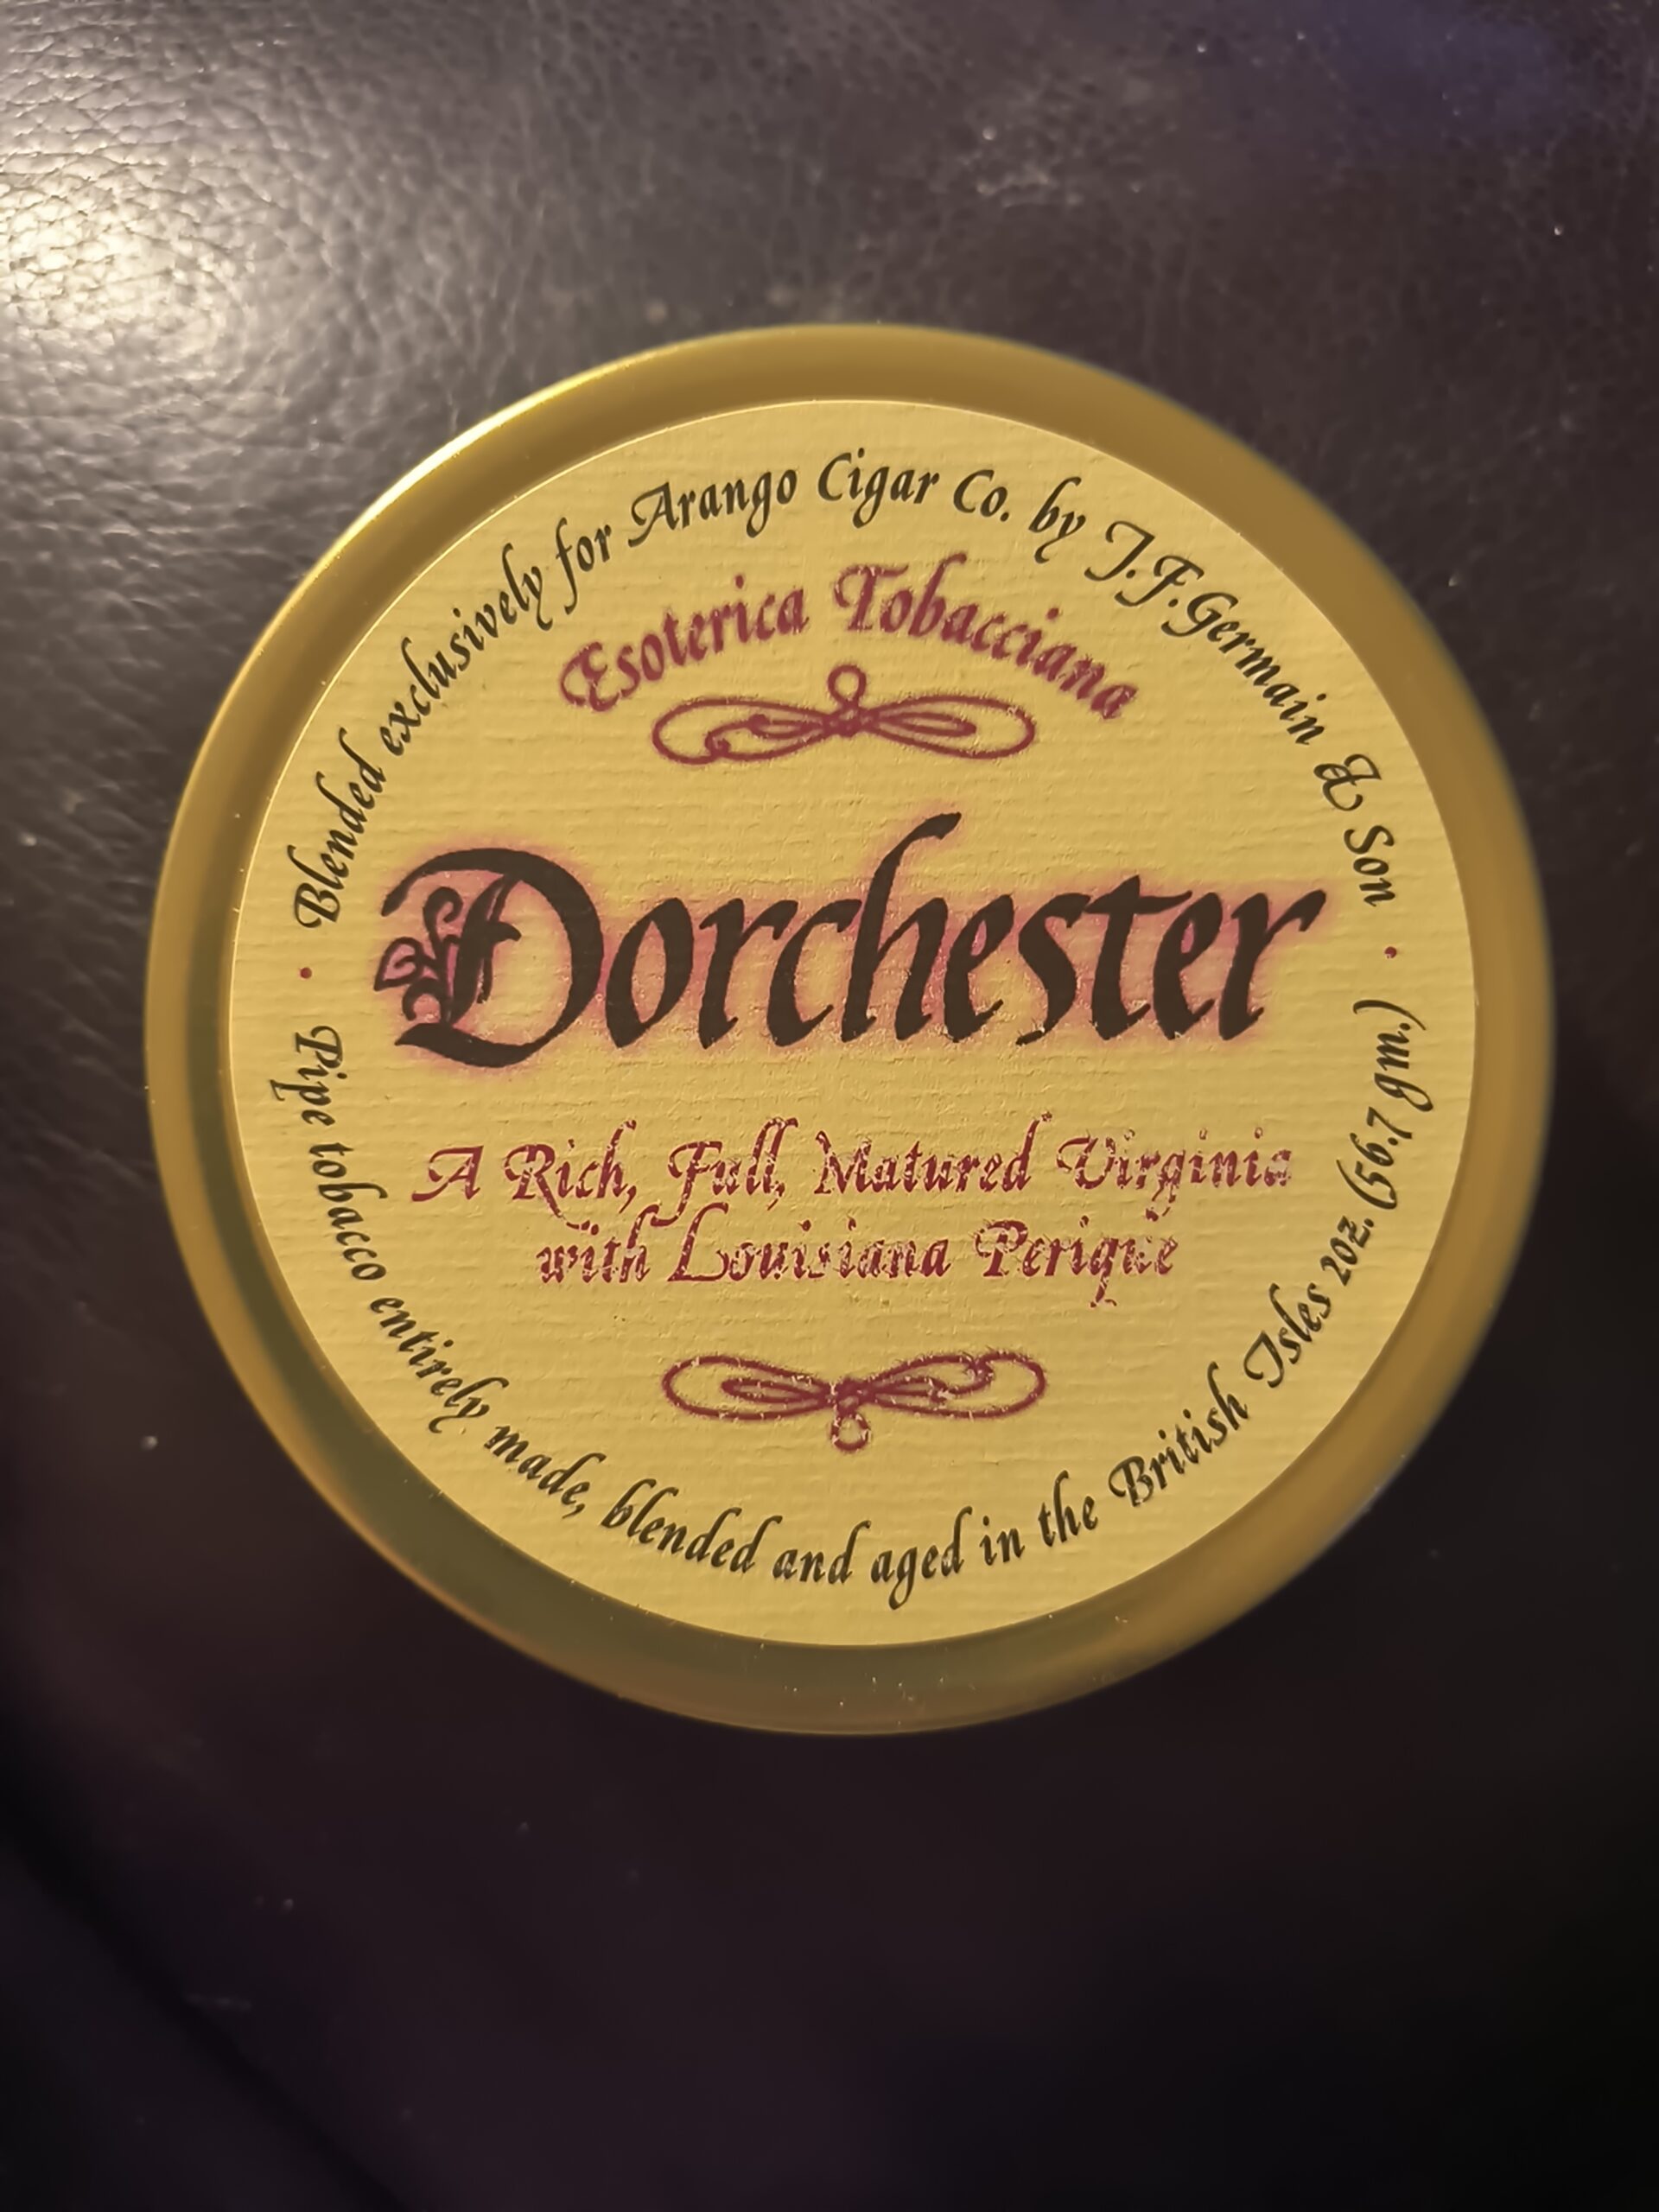 Blended exclusively for Arango Cigar Co. by J.F.Germain & Son
Esoterica Tobacciana
Dorchester
A Rich, Full, Matured Virginia
with Louisiana Perique
Pipe tobacco entirely made, blended and aged in the British Isles 2oz. (56.7 gm.)